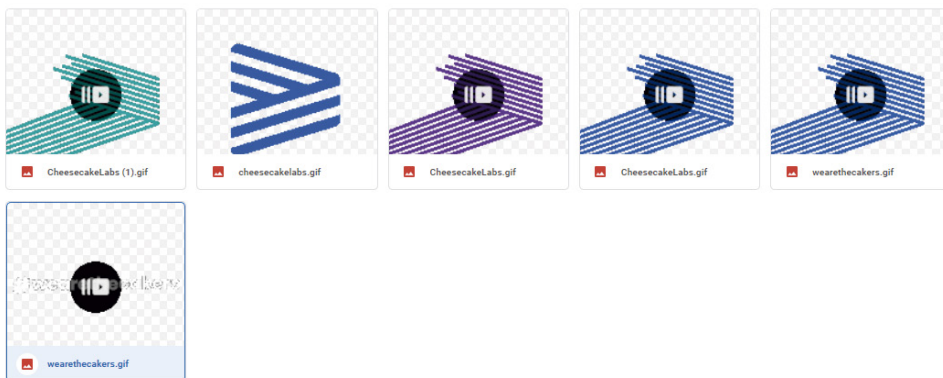 CheesecakeLabs (1).gif
cheesecakelabs.gif
CheesecakeLabs.gif
CheesecakeLabs.gif
wearethecakers.gif
wearethecakers.gif